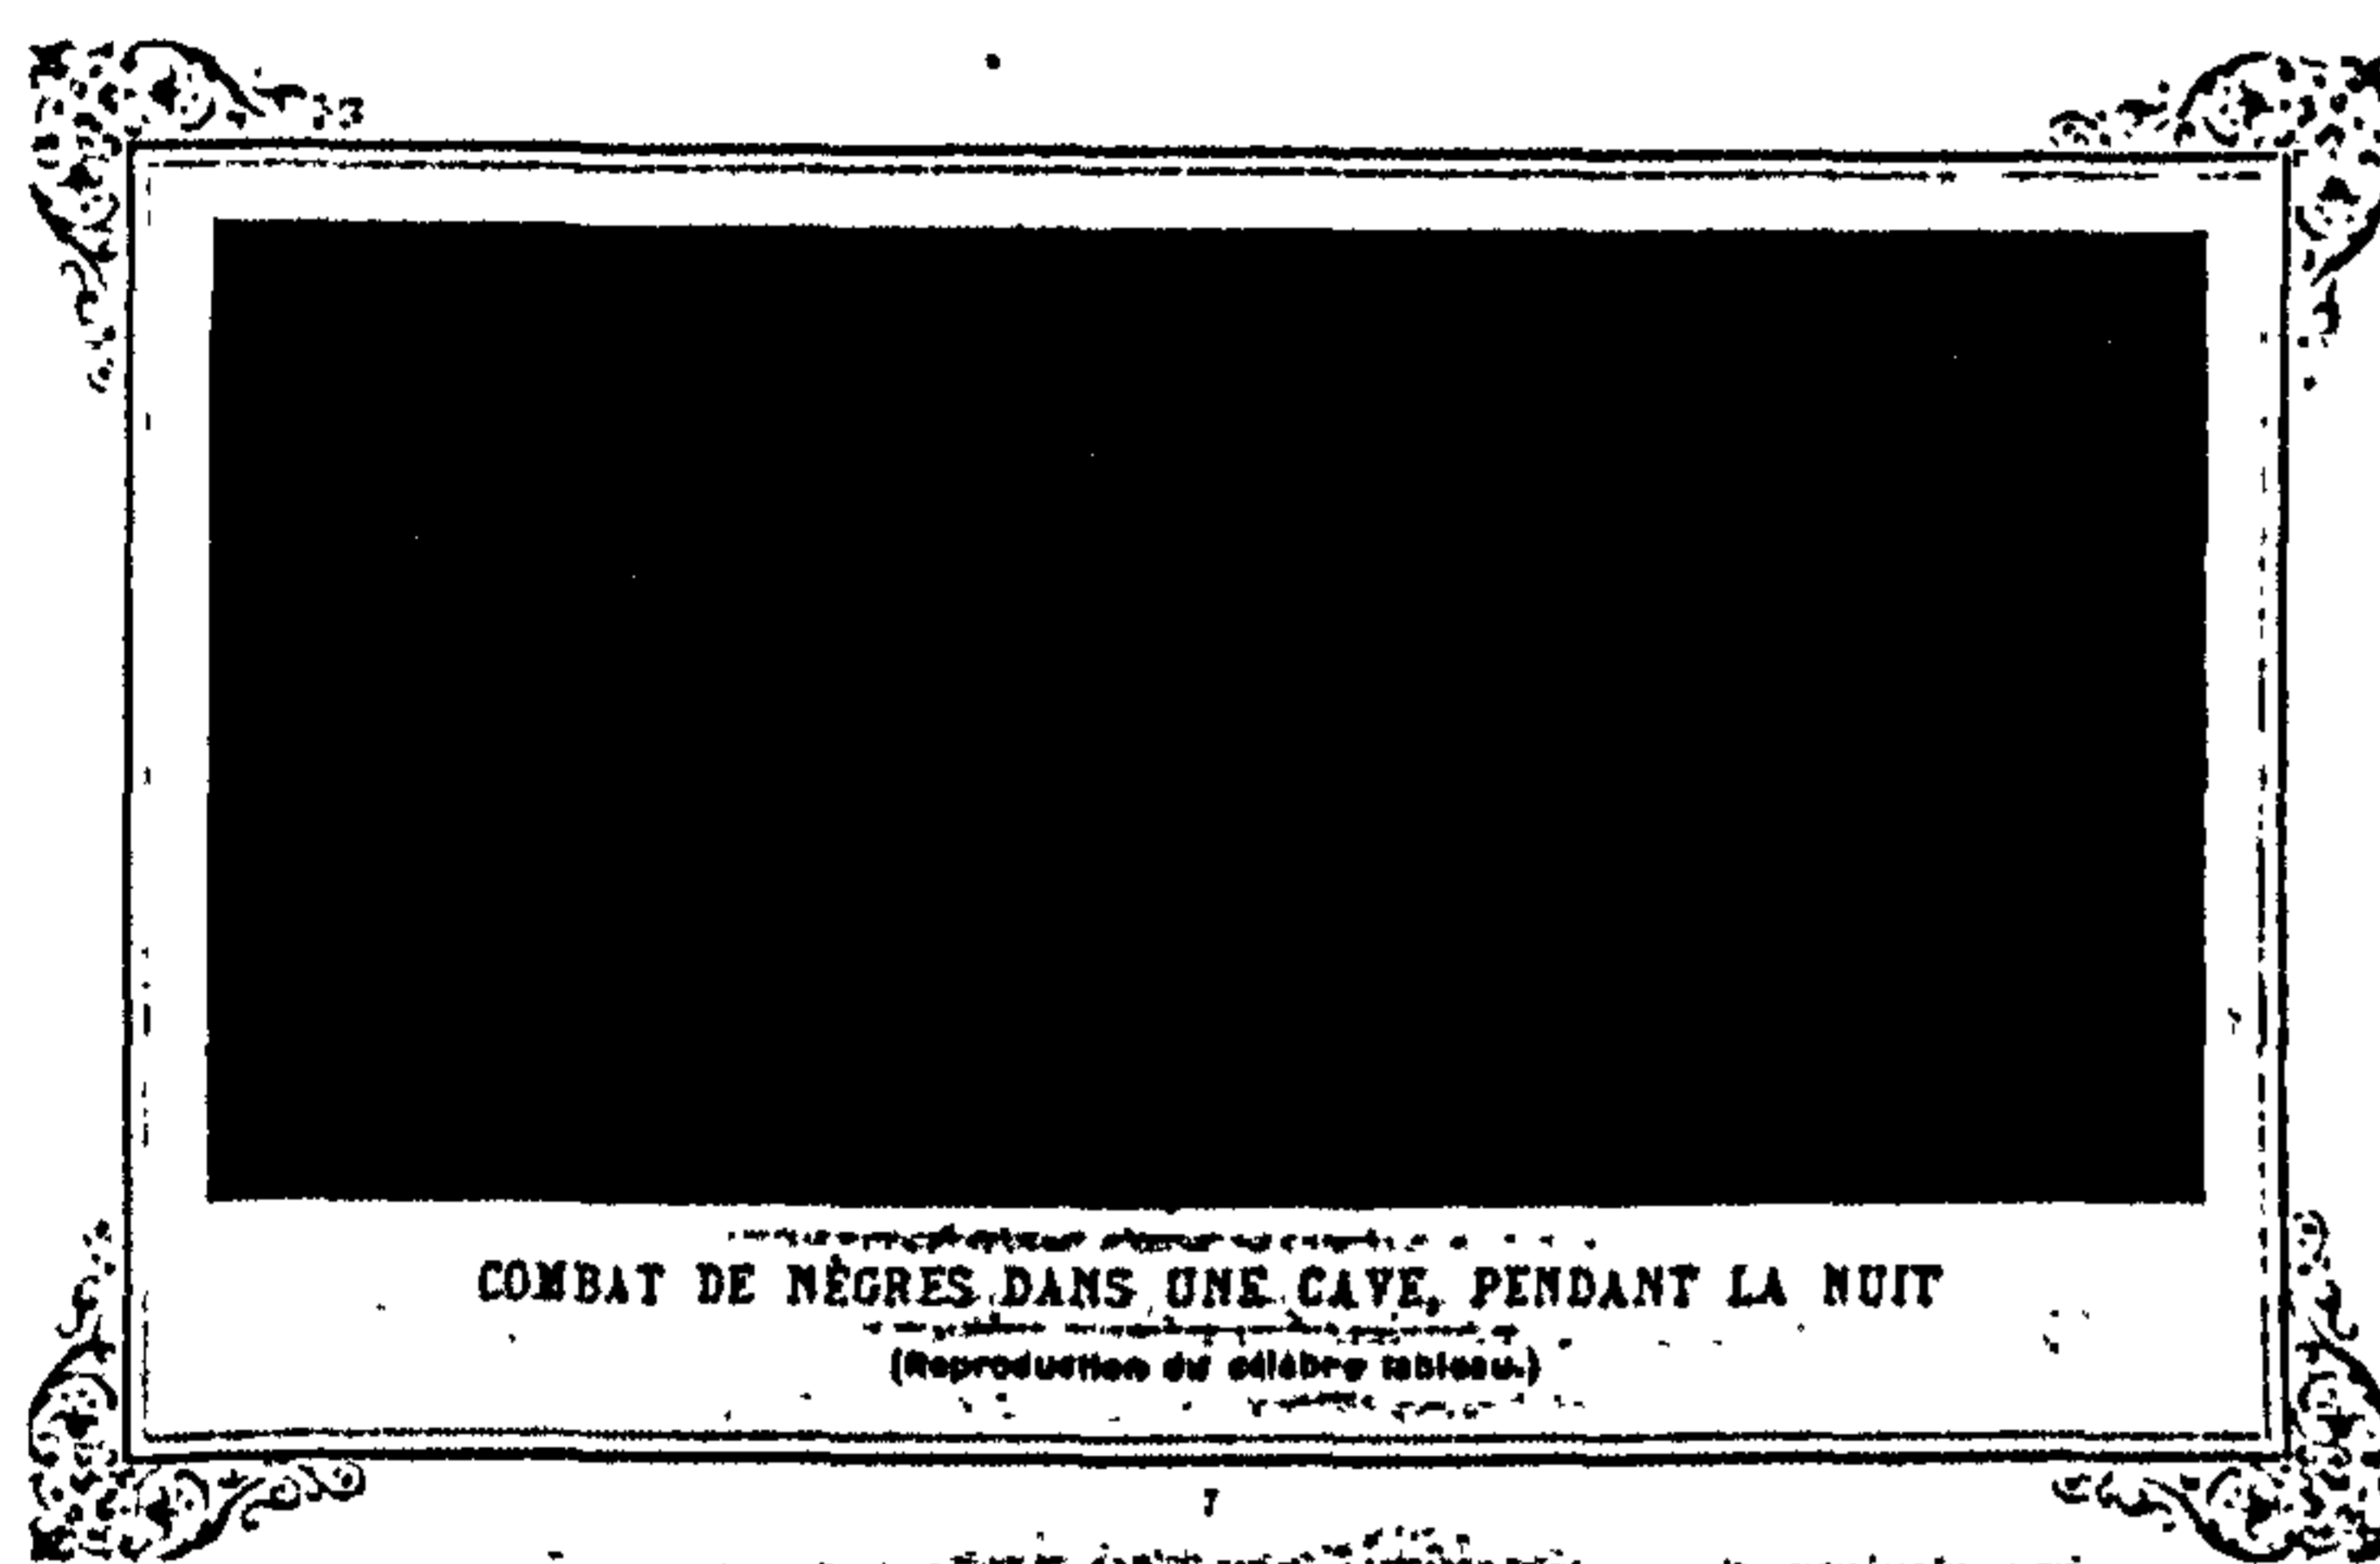 COMBAT DE NÈGRES DANS UNE CAVE, PENDANT LA NUIT
(Reproduction du célèbre tableau.)
7